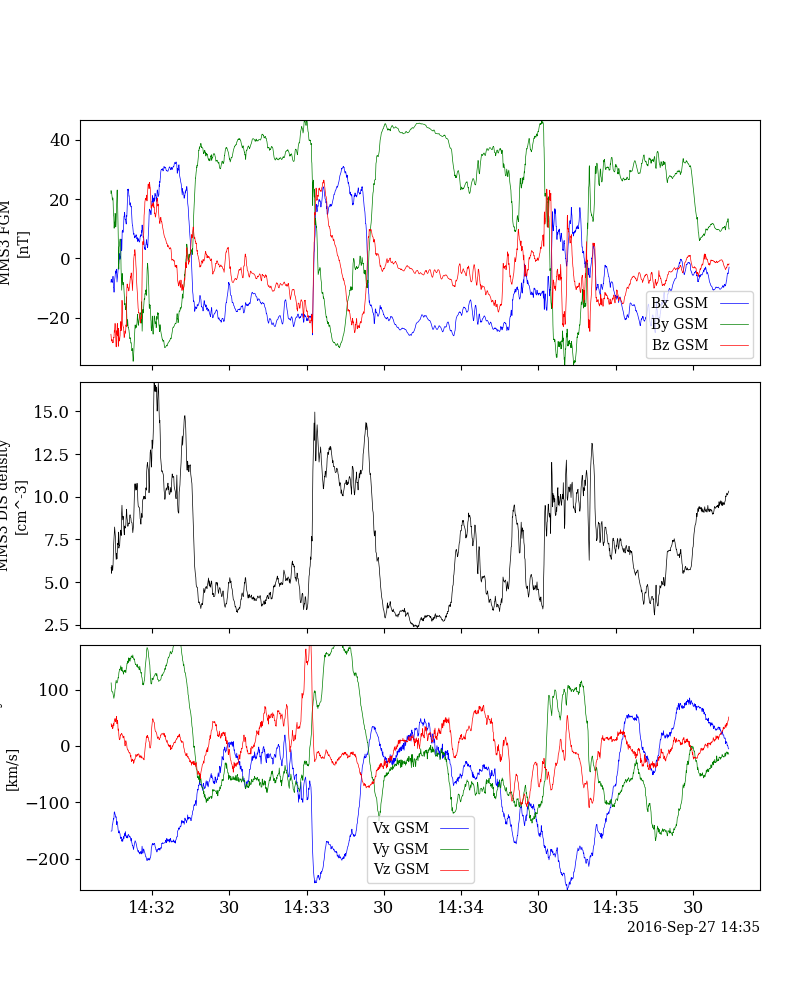 40
20
0
−20
MMS3 FGM
[nT]
Bx GSM
By GSM
Bz GSM
15.0
12.5
10.0
7.5
5.0
2.5
MMS3 DIS density
[cm^-3]
100
0
−100
−200
[km/s]
Vx GSM
Vy GSM
Vz GSM
14:32 30 14:33 30 14:34 30 14:35 30
2016-Sep-27 14:35